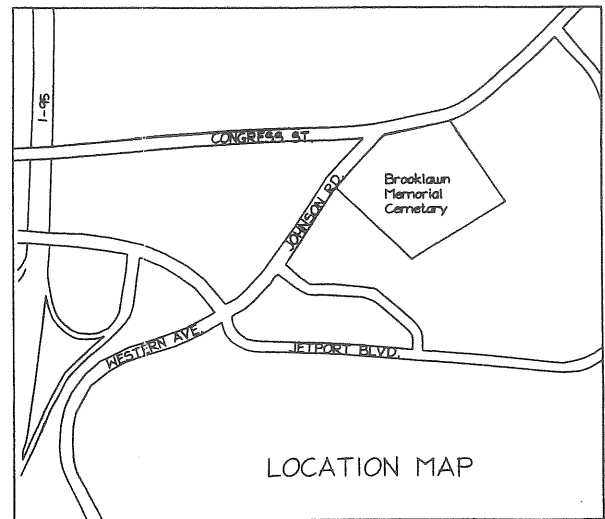 I-95
CONGRESS ST.
Brooklawn
Memorial
Cemetary
JOHNSON RD.
WESTERN AVE.
JETPORT BLVD.
LOCATION MAP